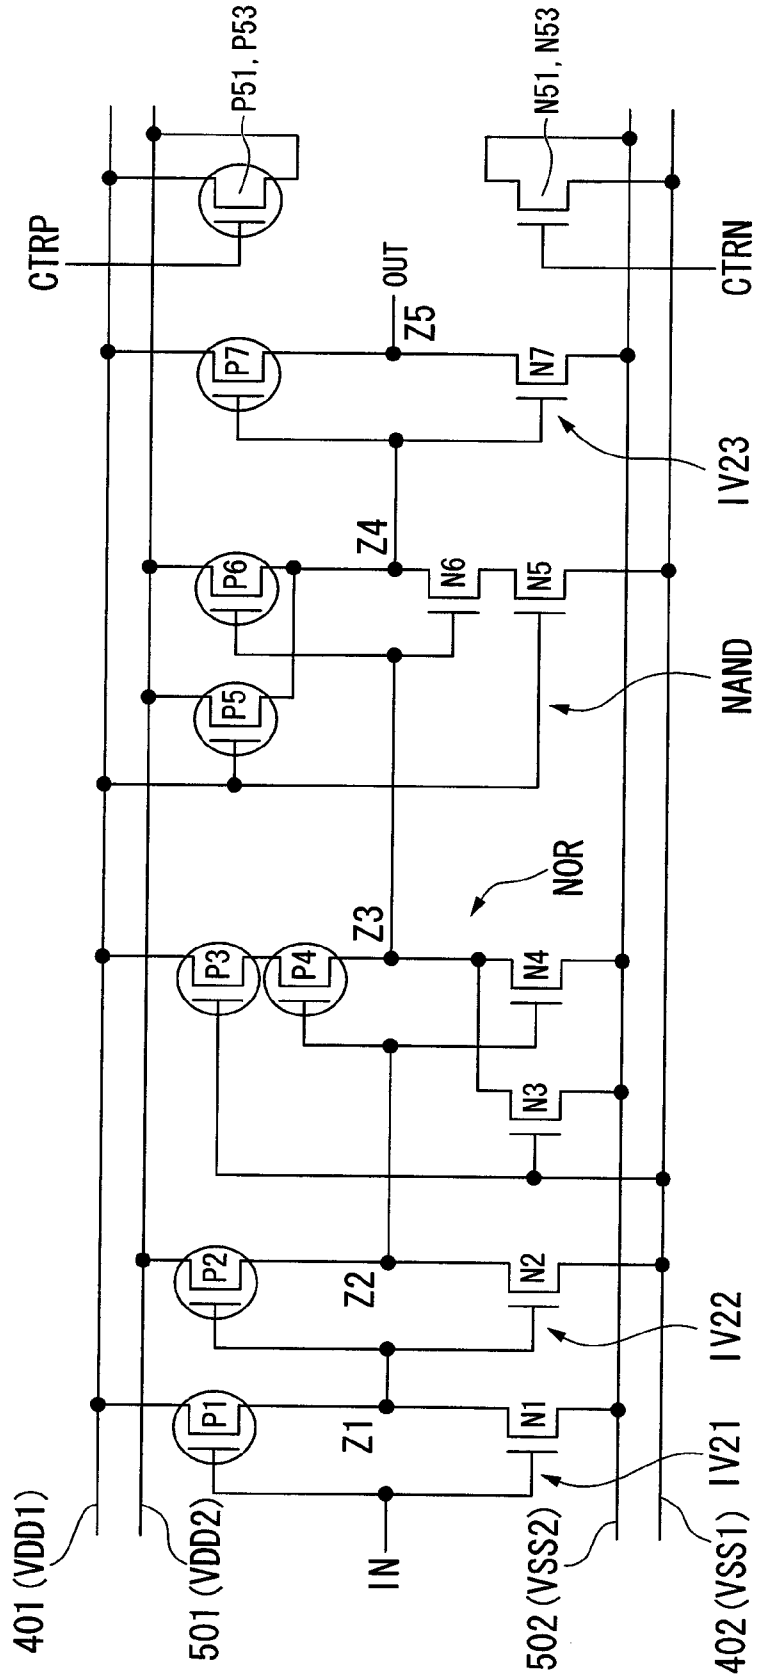 401 (VDD1)
501 (VDD2)
IN
502 (VSS2)
402 (VSS1)
P1
Z1
N1
IV21
P2
Z2
N2
IV22
N3
P3
P4
Z3
N4
NOR
P5
P6
Z4
N6
N5
NAND
P7
Z5
OUT
N7
IV23
CTRP
P51, P53
N51, N53
CTRN